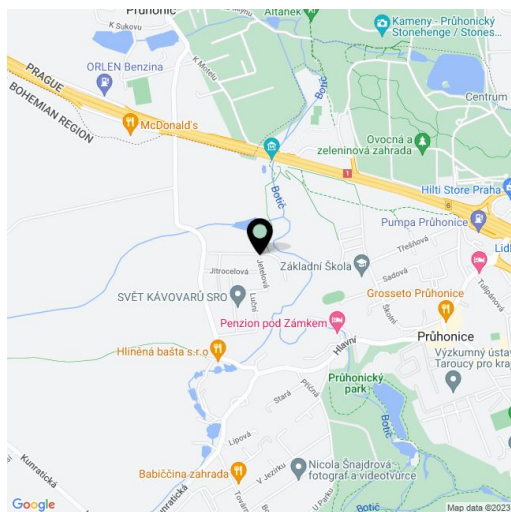 Průhonic
K Sukovu
Altánek
Kameny - Průhonický
Stonehenge / Stones...
K Motelu
ORLEN Benzina
PRAGUE
BOHEMIAN REGION
McDonald's
Botič
Centrum
Ovocná a
zeleninová zahrada
1
Hilti Store Praha
6
Botič
Pumpa Průhonice
Lidl
Třešňová
Jetelová
Jitrocelová
Základní Škola
Sadová
Tulipánová
SVĚT KÁVOVARŮ SRO
Luční
Grosseto Průhonice
Školní
Penzion pod Zámkem
Průhonice
Hliněná bašta s.r.o
Hlavní
Výzkumný ústav
Taroucy pro kraj
Průhonický
park
Příčná
Stará
Lipová
Kunratická
Kunratická
Babiččina zahrada
V Jezírku
Nicola Šnajdrová
fotograf a videotvůrce
Továrn
U Parku
Botič
Google
Map data ©2023